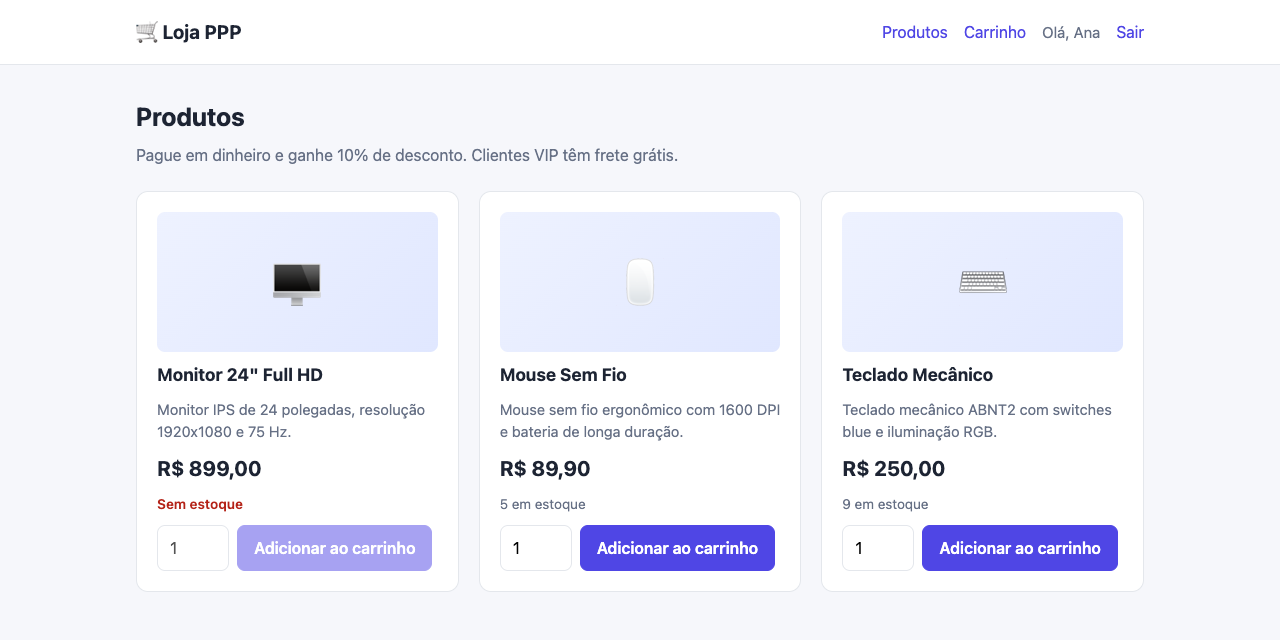 Loja PPP
Produtos Carrinho Olá, Ana Sair
Produtos
Pague em dinheiro e ganhe 10% de desconto. Clientes VIP têm frete grátis.
Monitor 24" Full HD
Monitor IPS de 24 polegadas, resolução
1920x1080 e 75 Hz.
R$ 899,00
Sem estoque
1 Adicionar ao carrinho
Mouse Sem Fio
Mouse sem fio ergonômico com 1600 DPI
e bateria de longa duração.
R$ 89,90
5 em estoque
1 Adicionar ao carrinho
Teclado Mecânico
Teclado mecânico ABNT2 com switches
blue e iluminação RGB.
R$ 250,00
9 em estoque
1 Adicionar ao carrinho